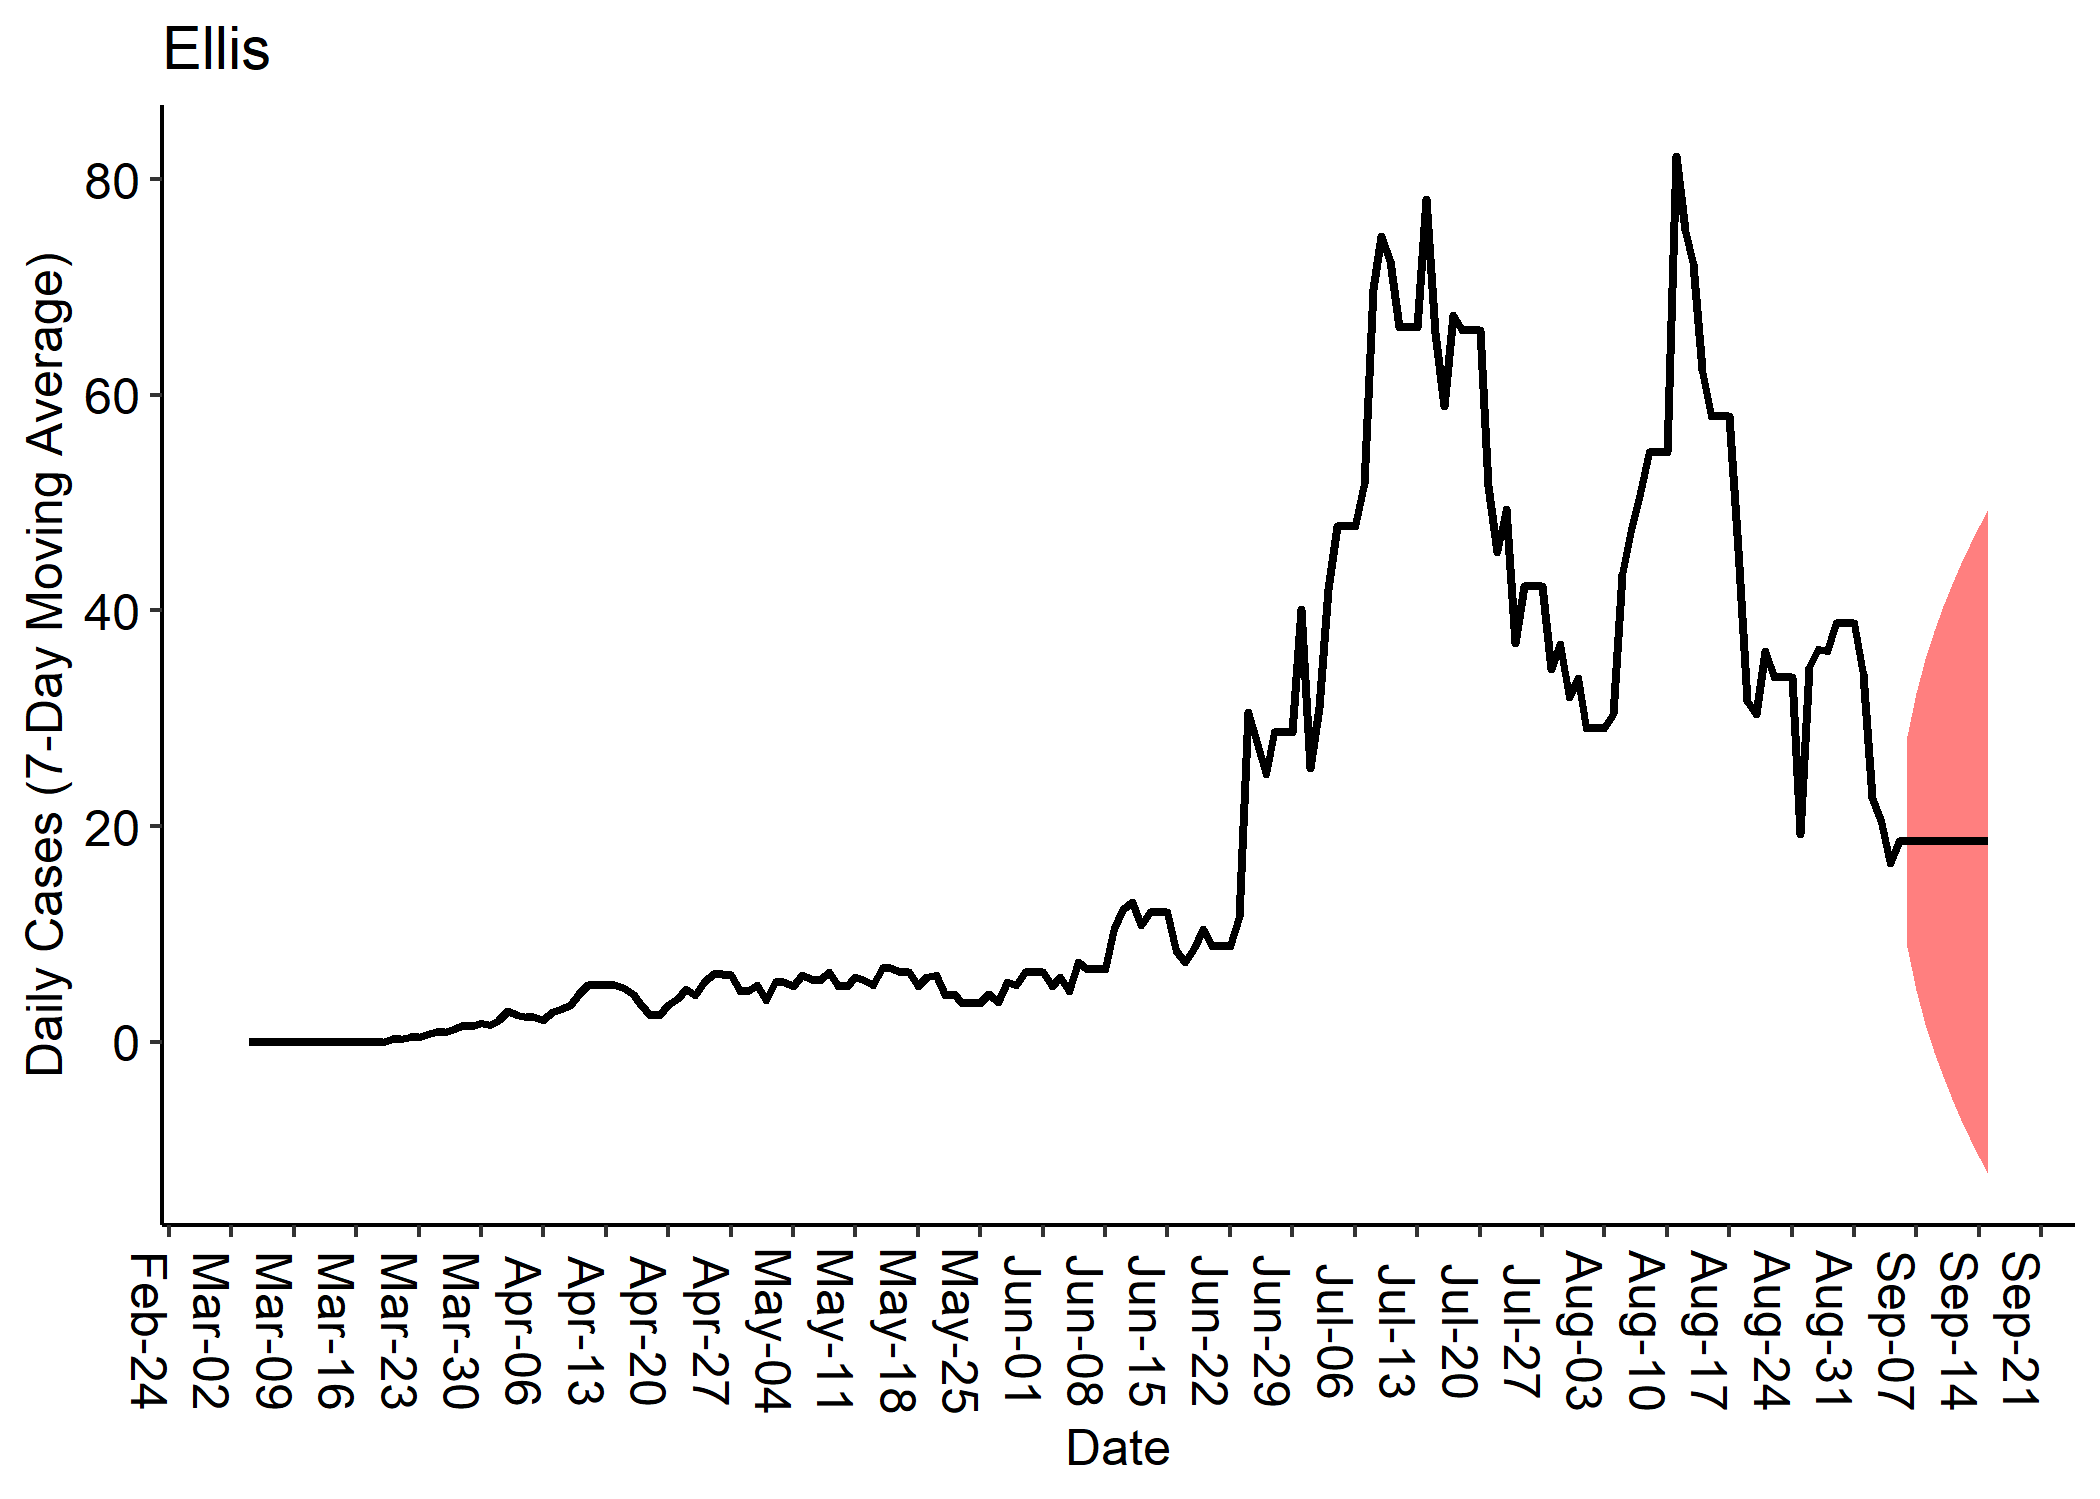 Ellis
Daily Cases (7-Day Moving Average)
80
60
40
20
0
Feb-24
Mar-02
Mar-09
Mar-16
Mar-23
Mar-30
Apr-06
Apr-13
Apr-20
Apr-27
May-04
May-11
May-18
May-25
Jun-01
Jun-08
Jun-15
Jun-22
Jun-29
Jul-06
Jul-13
Jul-20
Jul-27
Aug-03
Aug-10
Aug-17
Aug-24
Aug-31
Sep-07
Sep-14
Sep-21
Date